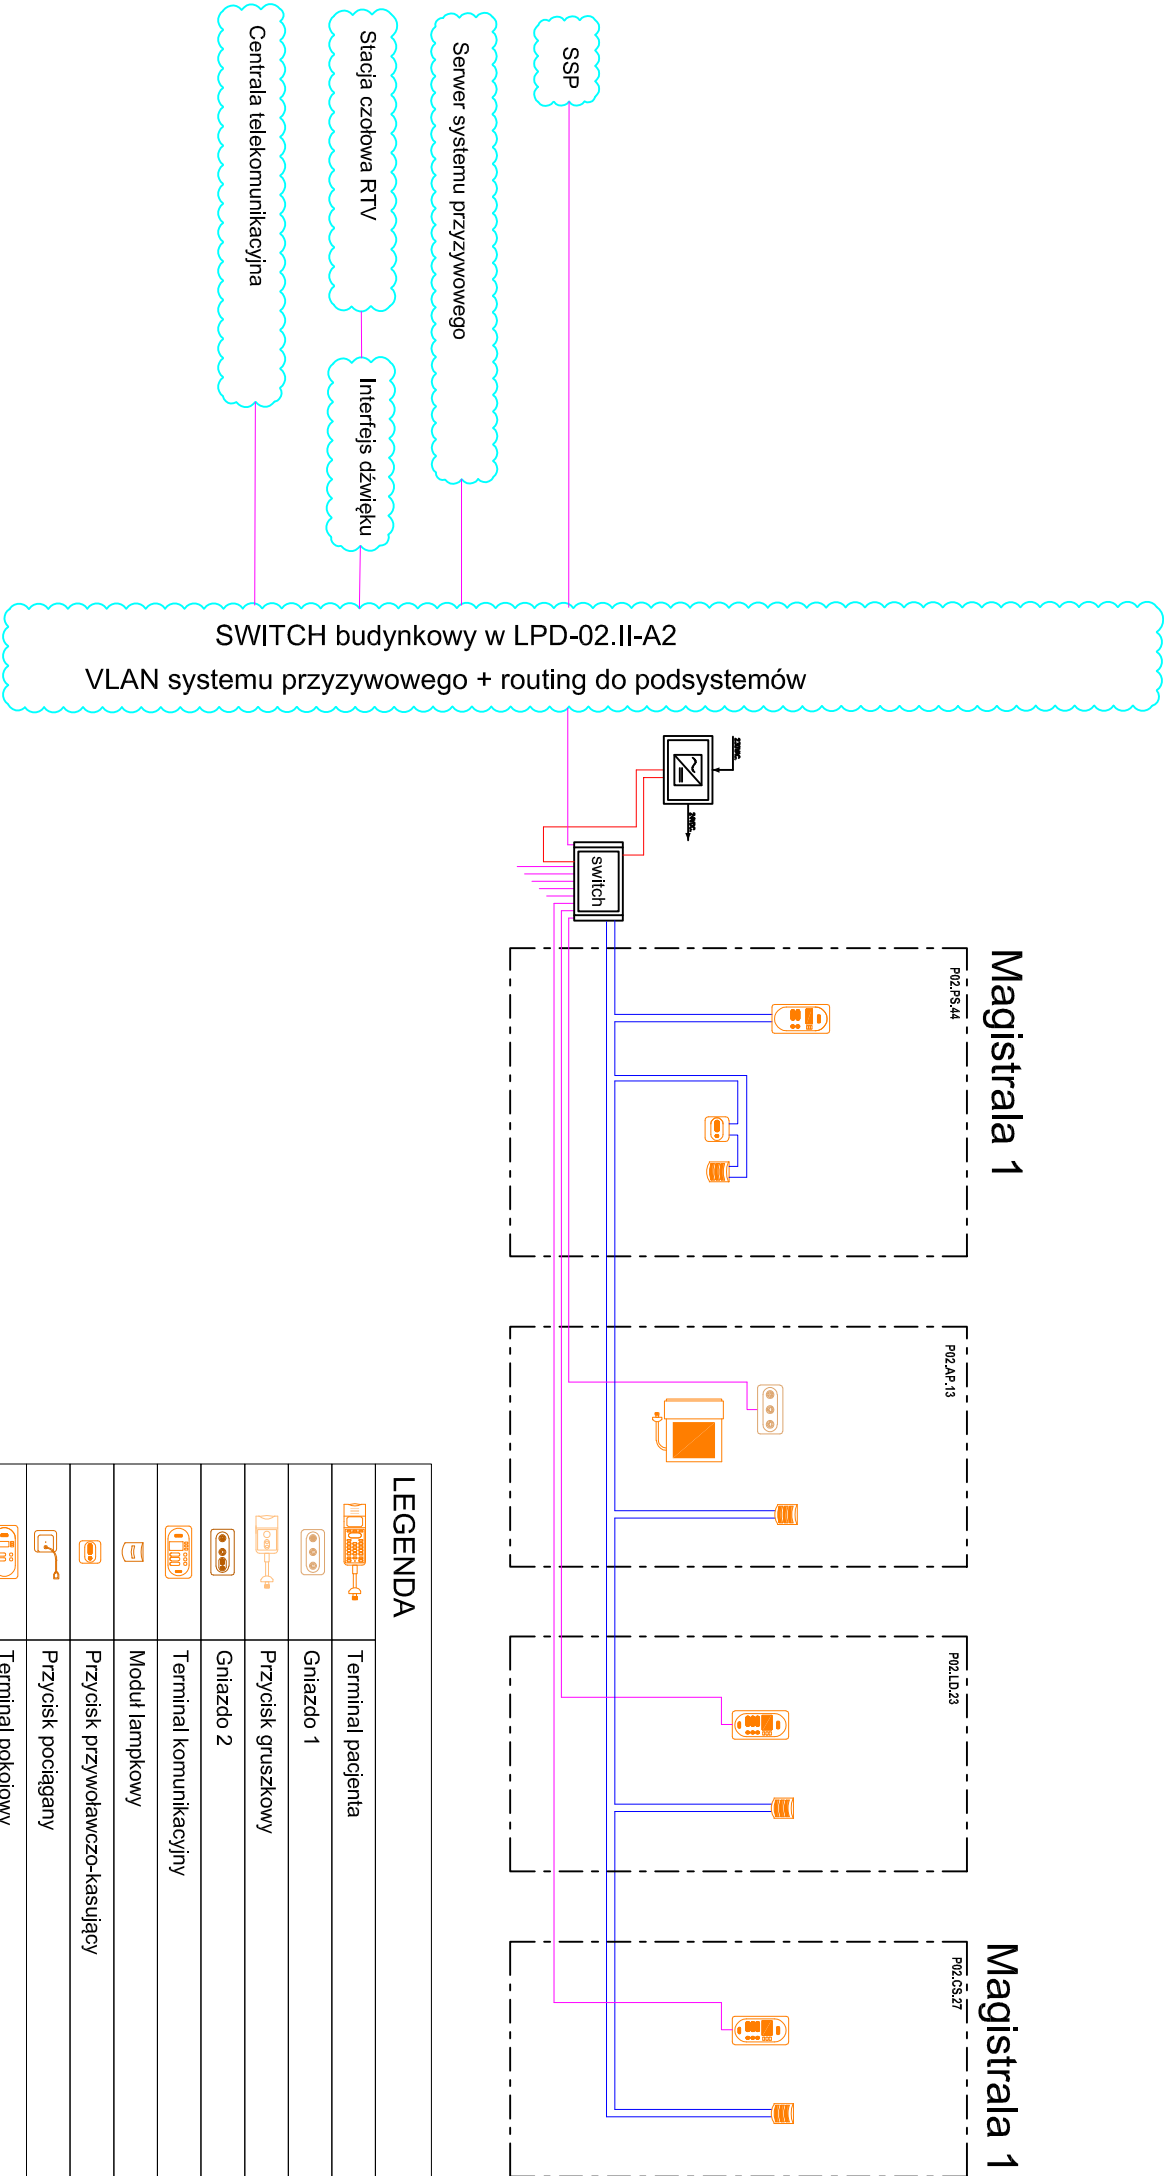 SSP
Serwer systemu przyzywowego
Stacja czołowa RTV
Interfejs dźwięku
Centrala telekomunikacyjna
SWITCH budynkowy w LPD-02.II-A2
VLAN systemu przyzywowego + routing do podsystemów
switch
Magistrala 1
P02.PS.44
P02.AP.13
P02.LD.23
Magistrala 1
P02.CS.27
LEGENDA
Terminal pacjenta
Gniazdo 1
Przycisk gruszkowy
Gniazdo 2
Terminal komunikacyjny
Moduł lampkowy
Przycisk przywoławczo-kasujący
Przycisk pociągany
Terminal pokojowy